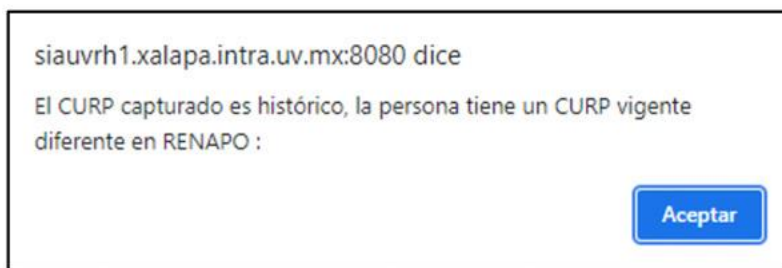 siauvrh1.xalapa.intra.uv.mx:8080 dice
El CURP capturado es histórico, la persona tiene un CURP vigente
diferente en RENAPO :
Aceptar